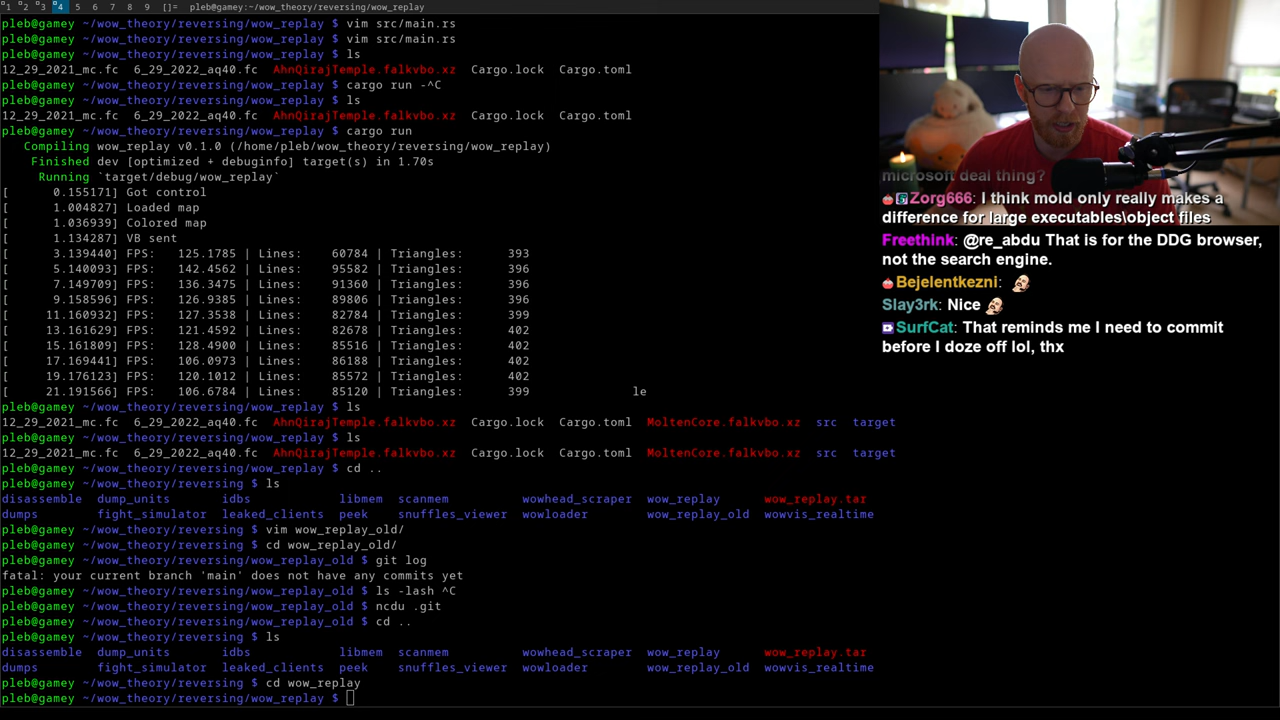 1 2 3 4 5 6 7 8 9 []= pleb@gamey:~/wow_theory/reversing/wow_replay
pleb@gamey ~/wow_theory/reversing/wow_replay $ vim src/main.rs
pleb@gamey ~/wow_theory/reversing/wow_replay $ vim src/main.rs
pleb@gamey ~/wow_theory/reversing/wow_replay $ ls
12_29_2021_mc.fc 6_29_2022_aq40.fc AhnQirajTemple.falkvbo.xz Cargo.lock Cargo.toml
pleb@gamey ~/wow_theory/reversing/wow_replay $ cargo run -^C
pleb@gamey ~/wow_theory/reversing/wow_replay $ ls
12_29_2021_mc.fc 6_29_2022_aq40.fc AhnQirajTemple.falkvbo.xz Cargo.lock Cargo.toml
pleb@gamey ~/wow_theory/reversing/wow_replay $ cargo run
Compiling wow_replay v0.1.0 (/home/pleb/wow_theory/reversing/wow_replay)
Finished dev [optimized + debuginfo] target(s) in 1.70s
Running `target/debug/wow_replay`
[ 0.155171] Got control
[ 1.004827] Loaded map
[ 1.036939] Colored map
[ 1.134287] VB sent
[ 3.139440] FPS: 125.1785 | Lines: 60784 | Triangles: 393
[ 5.140093] FPS: 142.4562 | Lines: 95582 | Triangles: 396
[ 7.149709] FPS: 136.3475 | Lines: 91360 | Triangles: 396
[ 9.158596] FPS: 126.9385 | Lines: 89806 | Triangles: 396
[ 11.160932] FPS: 127.3538 | Lines: 82784 | Triangles: 399
[ 13.161629] FPS: 121.4592 | Lines: 82678 | Triangles: 402
[ 15.161809] FPS: 128.4900 | Lines: 85516 | Triangles: 402
[ 17.169441] FPS: 106.0973 | Lines: 86188 | Triangles: 402
[ 19.176123] FPS: 120.1012 | Lines: 85572 | Triangles: 402
[ 21.191566] FPS: 106.6784 | Lines: 85120 | Triangles: 399 le
pleb@gamey ~/wow_theory/reversing/wow_replay $ ls
12_29_2021_mc.fc 6_29_2022_aq40.fc AhnQirajTemple.falkvbo.xz Cargo.lock Cargo.toml MoltenCore.falkvbo.xz src target
pleb@gamey ~/wow_theory/reversing/wow_replay $ ls
12_29_2021_mc.fc 6_29_2022_aq40.fc AhnQirajTemple.falkvbo.xz Cargo.lock Cargo.toml MoltenCore.falkvbo.xz src target
pleb@gamey ~/wow_theory/reversing/wow_replay $ cd ..
pleb@gamey ~/wow_theory/reversing $ ls
disassemble dump_units idbs libmem scanmem wowhead_scraper wow_replay wow_replay.tar
dumps fight_simulator leaked_clients peek snuffles_viewer wowloader wow_replay_old wowvis_realtime
pleb@gamey ~/wow_theory/reversing $ vim wow_replay_old/
pleb@gamey ~/wow_theory/reversing $ cd wow_replay_old/
pleb@gamey ~/wow_theory/reversing/wow_replay_old $ git log
fatal: your current branch 'main' does not have any commits yet
pleb@gamey ~/wow_theory/reversing/wow_replay_old $ ls -lash ^C
pleb@gamey ~/wow_theory/reversing/wow_replay_old $ ncdu .git
pleb@gamey ~/wow_theory/reversing/wow_replay_old $ cd ..
pleb@gamey ~/wow_theory/reversing $ ls
disassemble dump_units idbs libmem scanmem wowhead_scraper wow_replay wow_replay.tar
dumps fight_simulator leaked_clients peek snuffles_viewer wowloader wow_replay_old wowvis_realtime
pleb@gamey ~/wow_theory/reversing $ cd wow_replay
pleb@gamey ~/wow_theory/reversing/wow_replay $
microsoft deal thing?
Zorg666: I think mold only really makes a
difference for large executables\object files
Freethink: @re_abdu That is for the DDG browser,
not the search engine.
Bejelentkezni:
Slay3rk: Nice
SurfCat: That reminds me I need to commit
before I doze off lol, thx